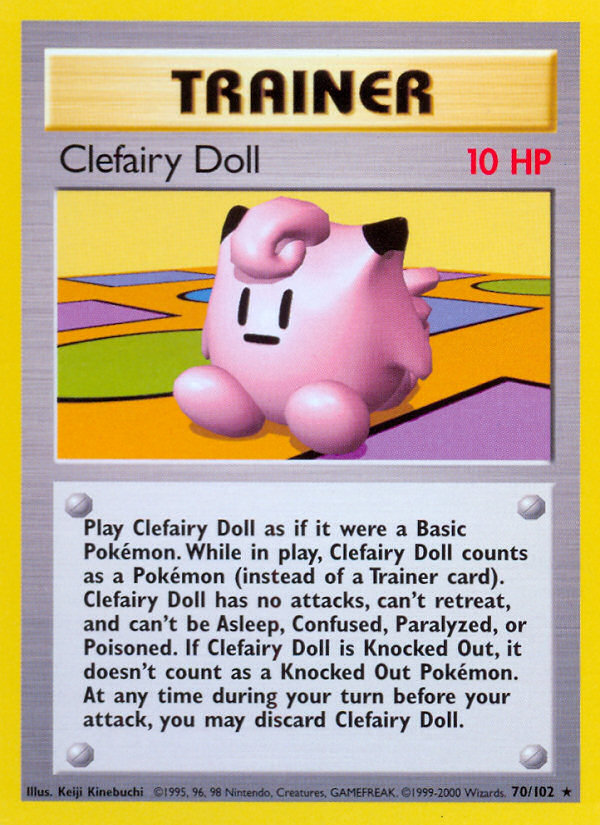 TRAINER
Clefairy Doll 10 HP
Play Clefairy Doll as if it were a Basic
Pokémon. While in play, Clefairy Doll counts
as a Pokémon (instead of a Trainer card).
Clefairy Doll has no attacks, can't retreat,
and can't be Asleep, Confused, Paralyzed, or
Poisoned. If Clefairy Doll is Knocked Out, it
doesn't count as a Knocked Out Pokémon.
At any time during your turn before your
attack, you may discard Clefairy Doll.
Illus. Keiji Kinebuchi ©1995, 96, 98 Nintendo, Creatures, GAMEFREAK. ©1999-2000 Wizards. 70/102 ★